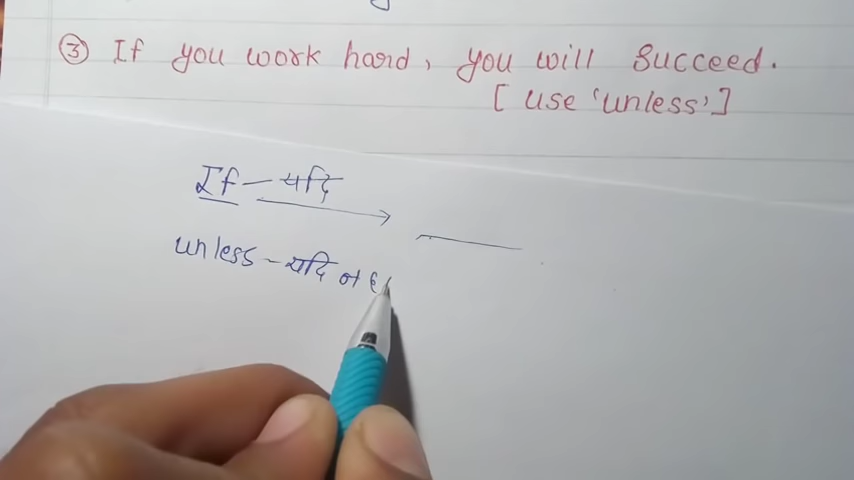 ③ If you work hard, you will succeed.
[use 'unless']
If – यदि
unless – यदि न